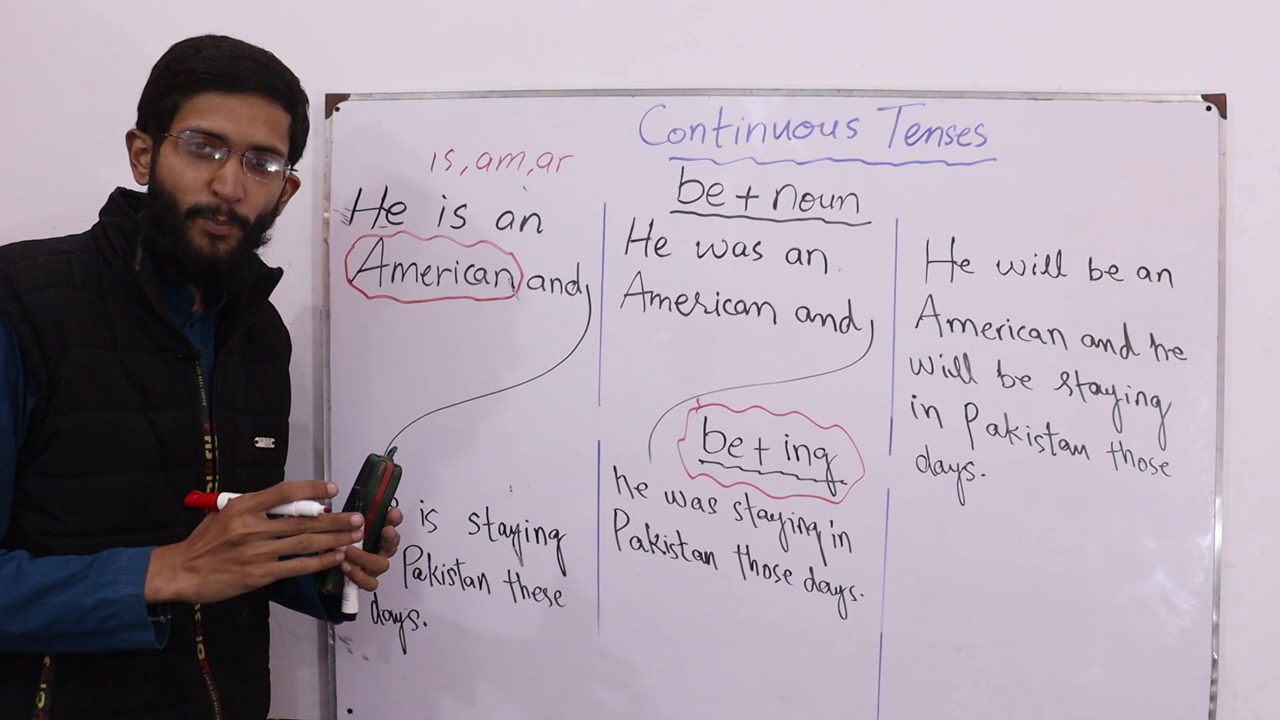 Continuous Tenses
is, am, ar
be + noun
He is an
American and,
is staying
Pakistan these
days.
He was an
American and,
be + ing
he was staying in
Pakistan those days.
He will be an
American and he
will be staying
in Pakistan those
days.